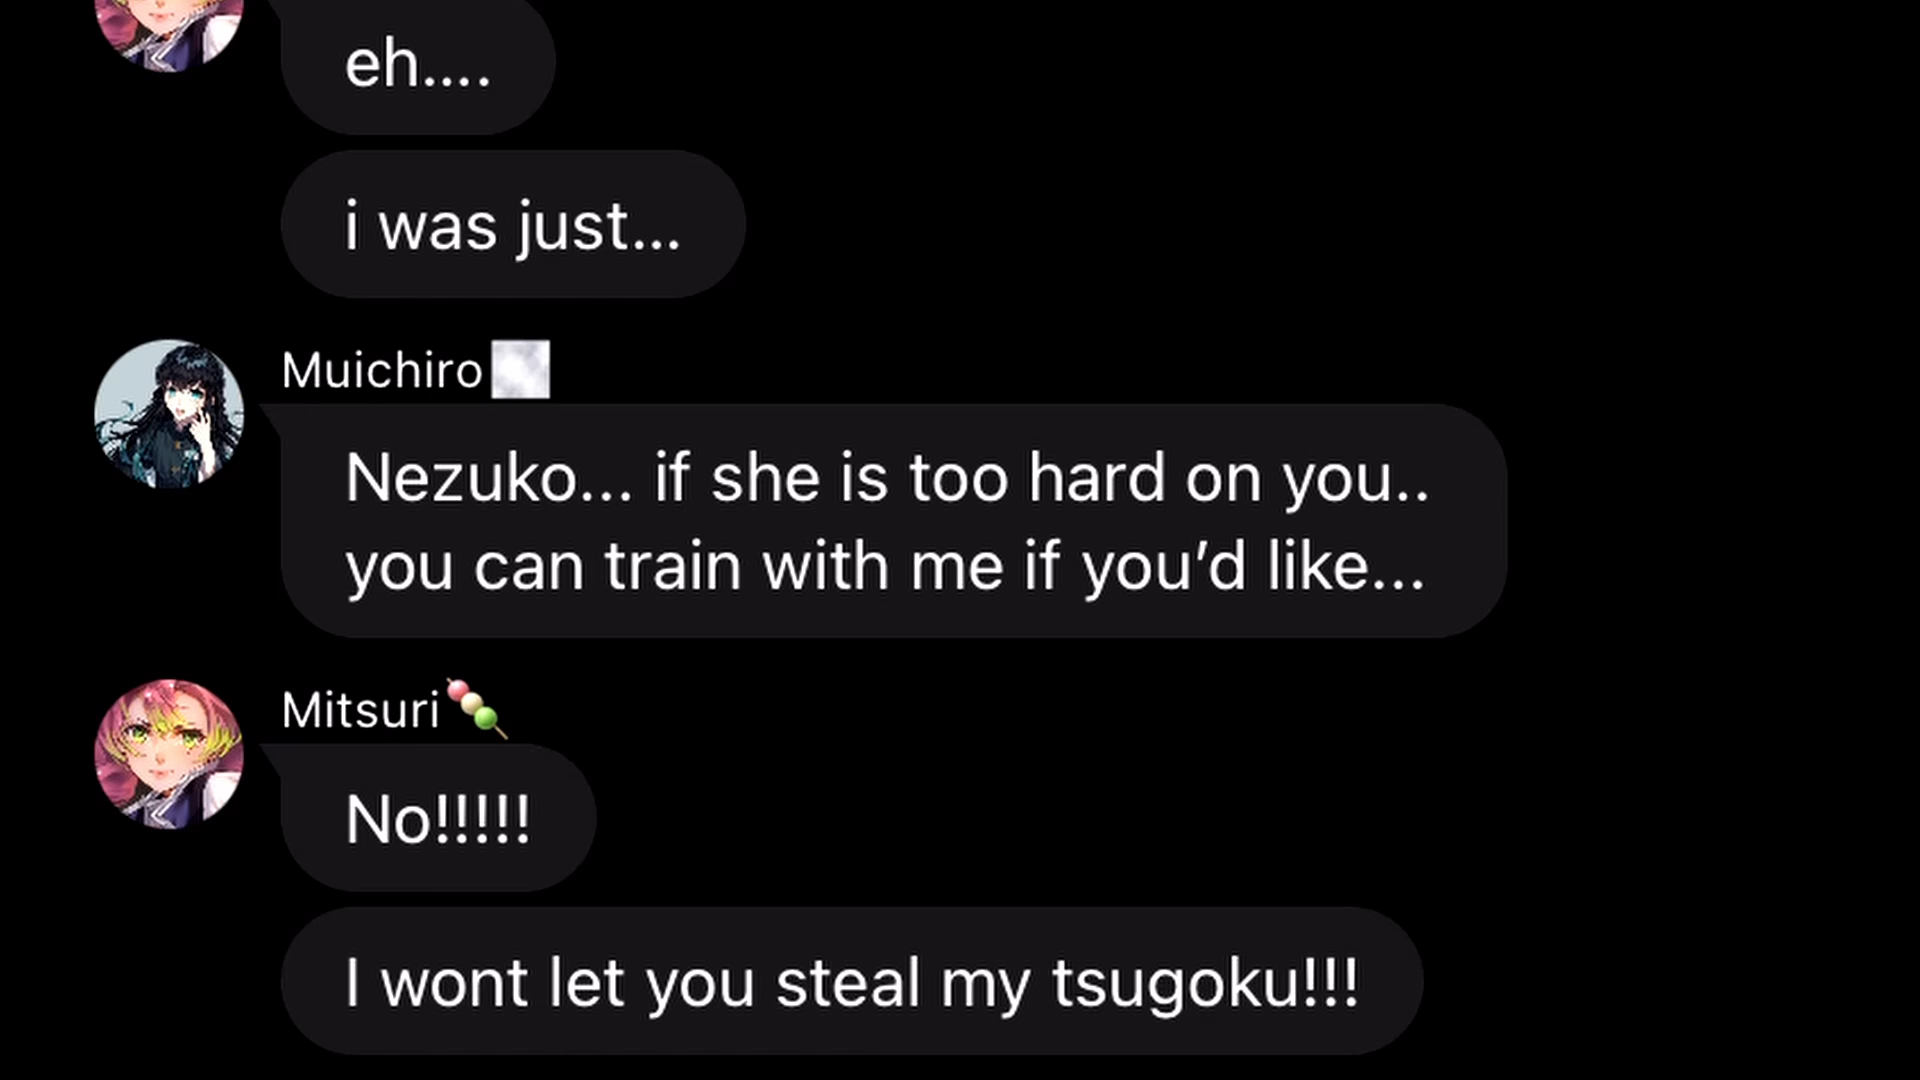 eh....
i was just...
Muichiro
Nezuko... if she is too hard on you..
you can train with me if you’d like...
Mitsuri🍡
No!!!!!
I wont let you steal my tsugoku!!!